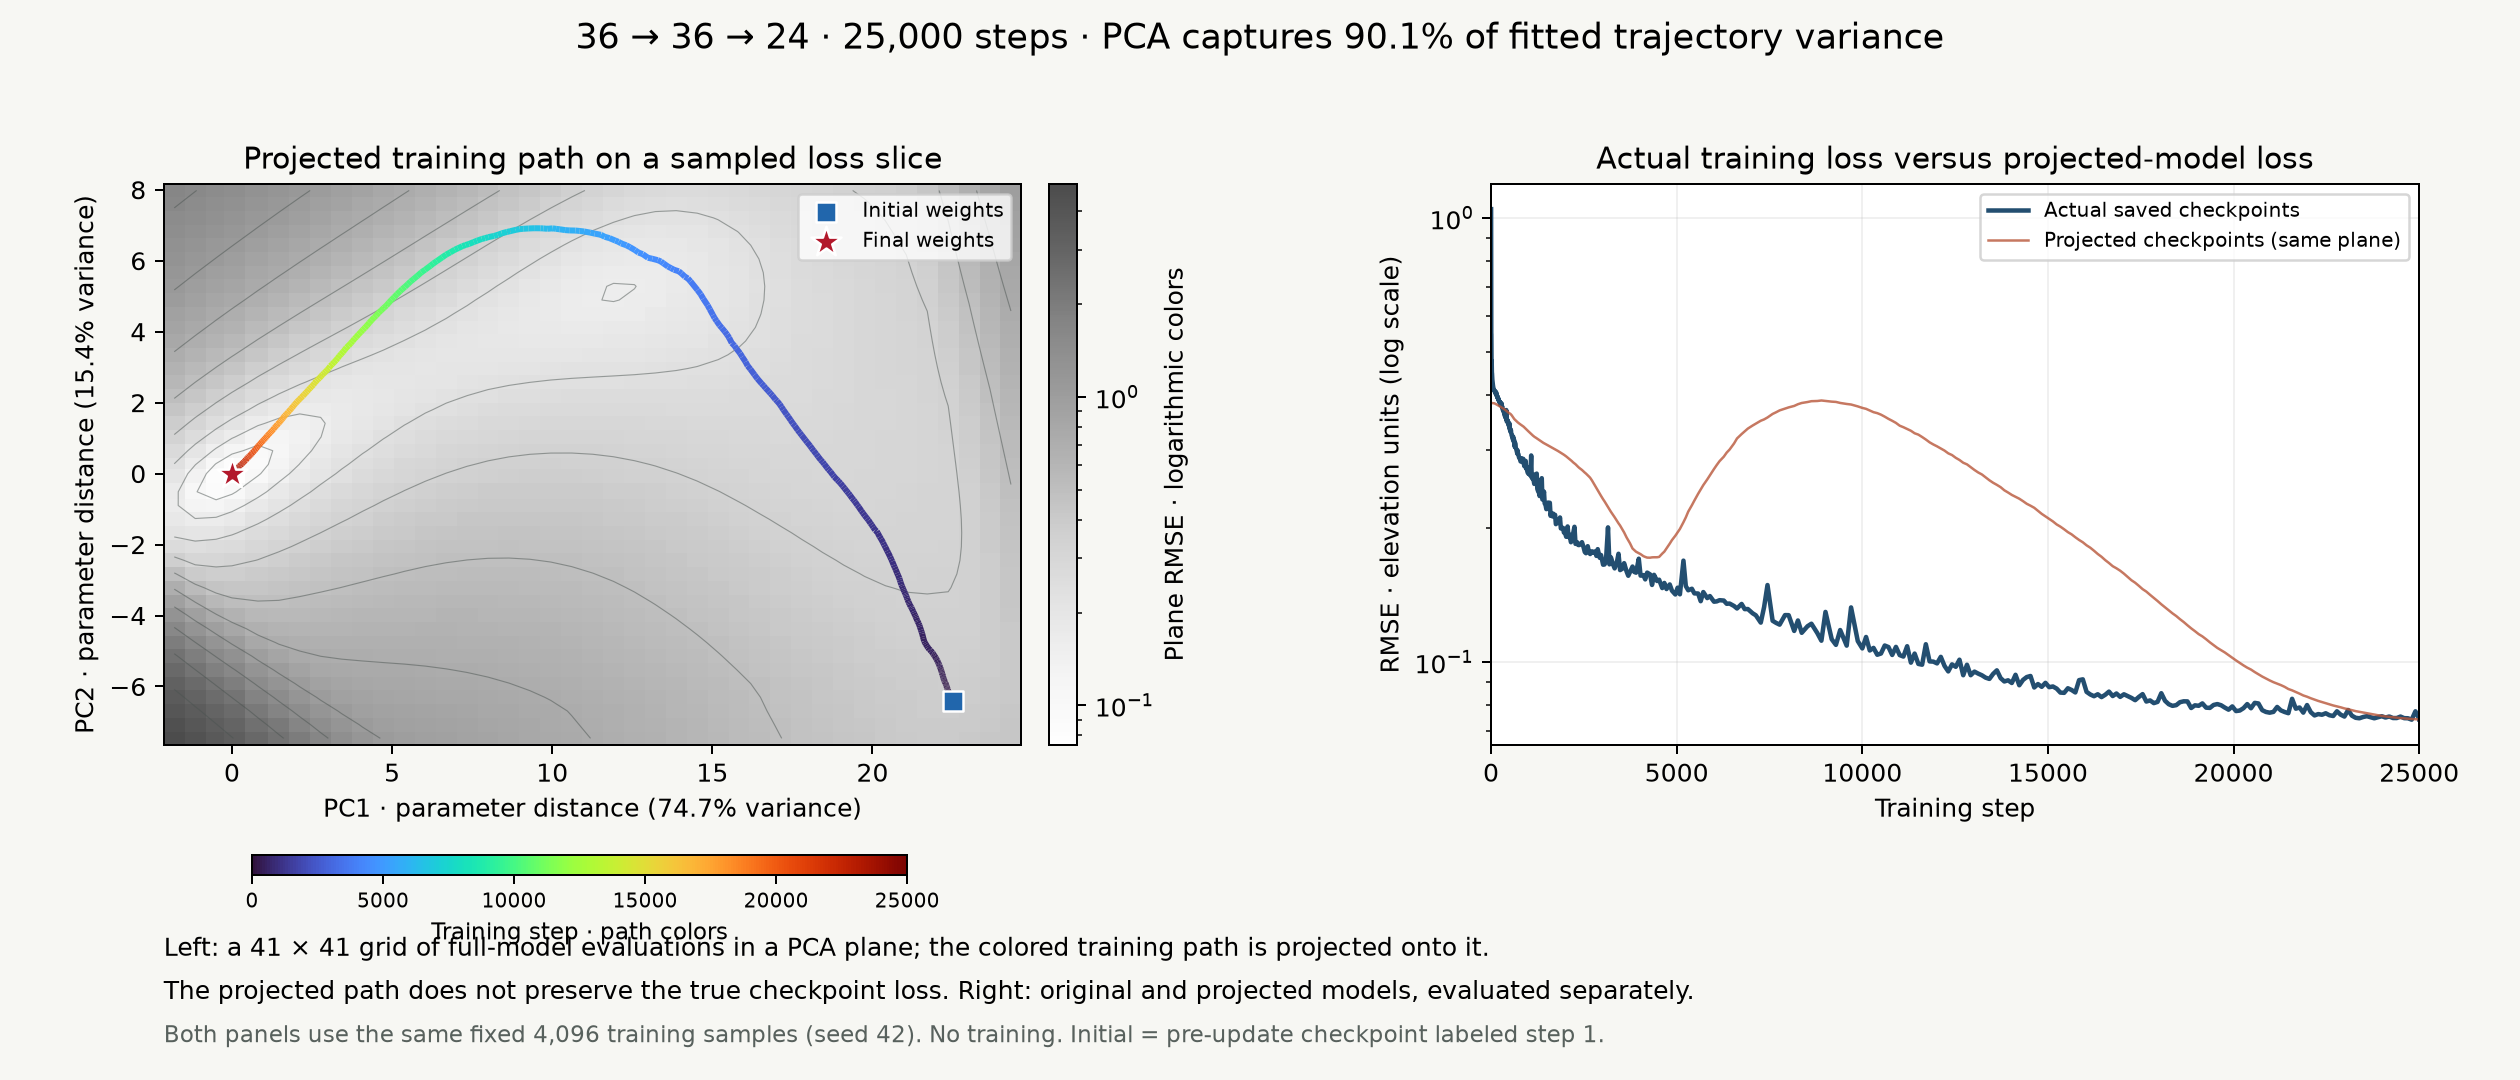 36 → 36 → 24 · 25,000 steps · PCA captures 90.1% of fitted trajectory variance
Projected training path on a sampled loss slice
PC2 · parameter distance (15.4% variance)
8
6
4
2
0
−2
−4
−6
Initial weights
Final weights
0
5
10
15
20
PC1 · parameter distance (74.7% variance)
10⁰
10⁻¹
Plane RMSE · logarithmic colors
0
5000
10000
15000
20000
25000
Training step · path colors
Actual training loss versus projected-model loss
RMSE · elevation units (log scale)
10⁰
10⁻¹
Actual saved checkpoints
Projected checkpoints (same plane)
0
5000
10000
15000
20000
25000
Training step
Left: a 41 × 41 grid of full-model evaluations in a PCA plane; the colored training path is projected onto it.
The projected path does not preserve the true checkpoint loss. Right: original and projected models, evaluated separately.
Both panels use the same fixed 4,096 training samples (seed 42). No training. Initial = pre-update checkpoint labeled step 1.